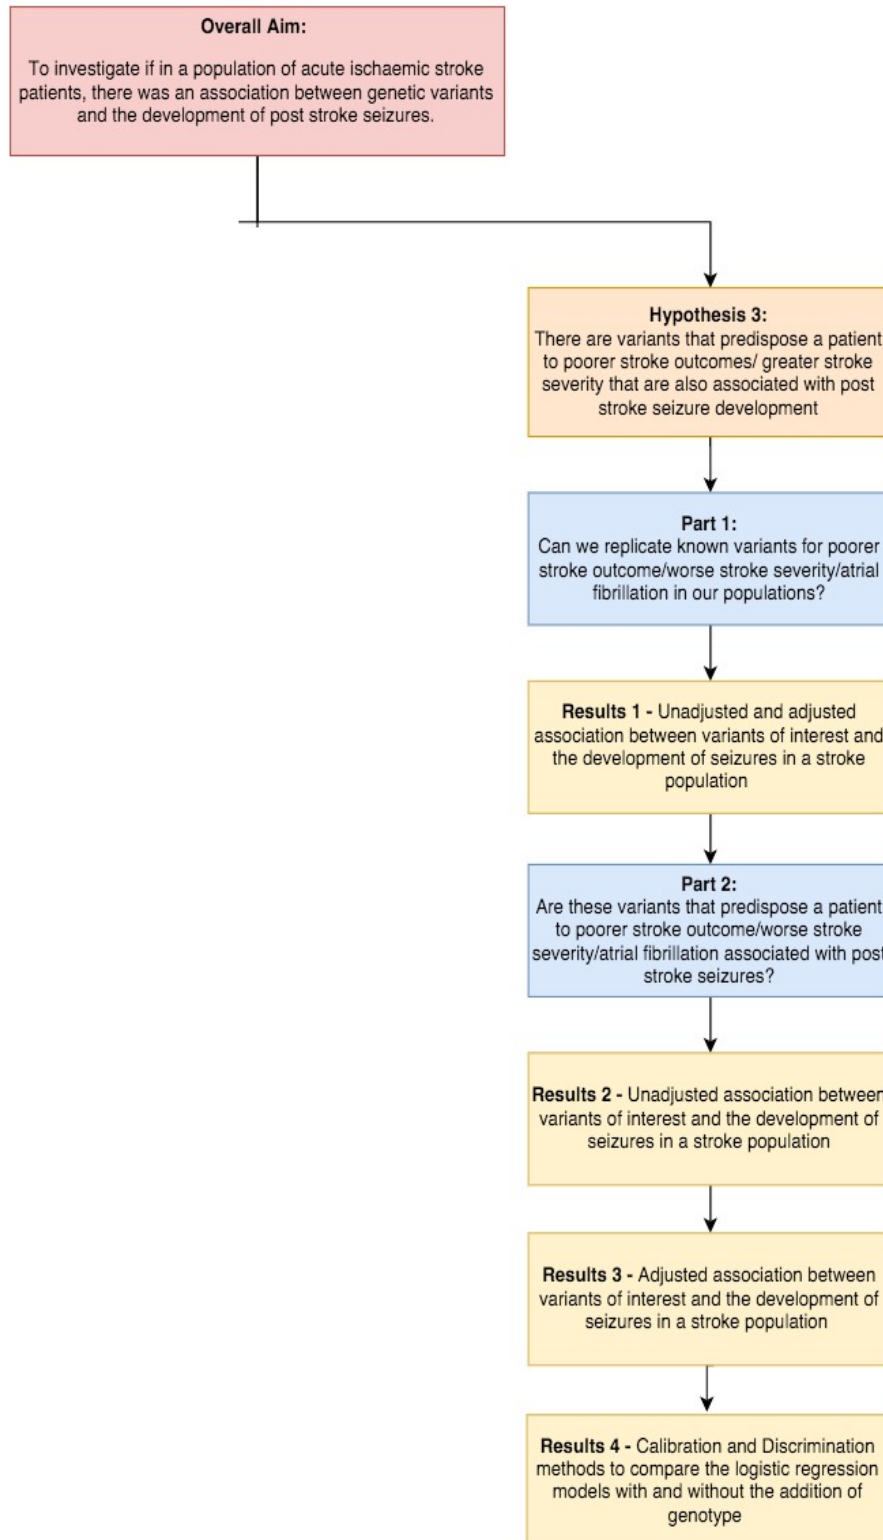 Overall Aim:
To investigate if in a population of acute ischaemic stroke
patients, there was an association between genetic variants
and the development of post stroke seizures.
Hypothesis 3:
There are variants that predispose a patient
to poorer stroke outcomes/ greater stroke
severity that are also associated with post
stroke seizure development
Part 1:
Can we replicate known variants for poorer
stroke outcome/worse stroke severity/atrial
fibrillation in our populations?
Results 1 - Unadjusted and adjusted
association between variants of interest and
the development of seizures in a stroke
population
Part 2:
Are these variants that predispose a patient
to poorer stroke outcome/worse stroke
severity/atrial fibrillation associated with post
stroke seizures?
Results 2 - Unadjusted association between
variants of interest and the development of
seizures in a stroke population
Results 3 - Adjusted association between
variants of interest and the development of
seizures in a stroke population
Results 4 - Calibration and Discrimination
methods to compare the logistic regression
models with and without the addition of
genotype